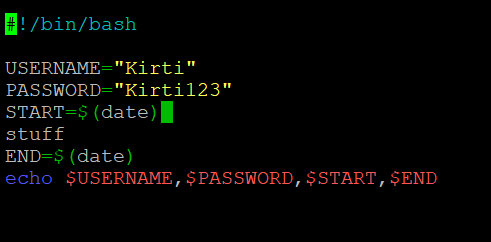 #!/bin/bash
USERNAME="Kirti"
PASSWORD="Kirti123"
START=$(date)
stuff
END=$(date)
echo $USERNAME,$PASSWORD,$START,$END